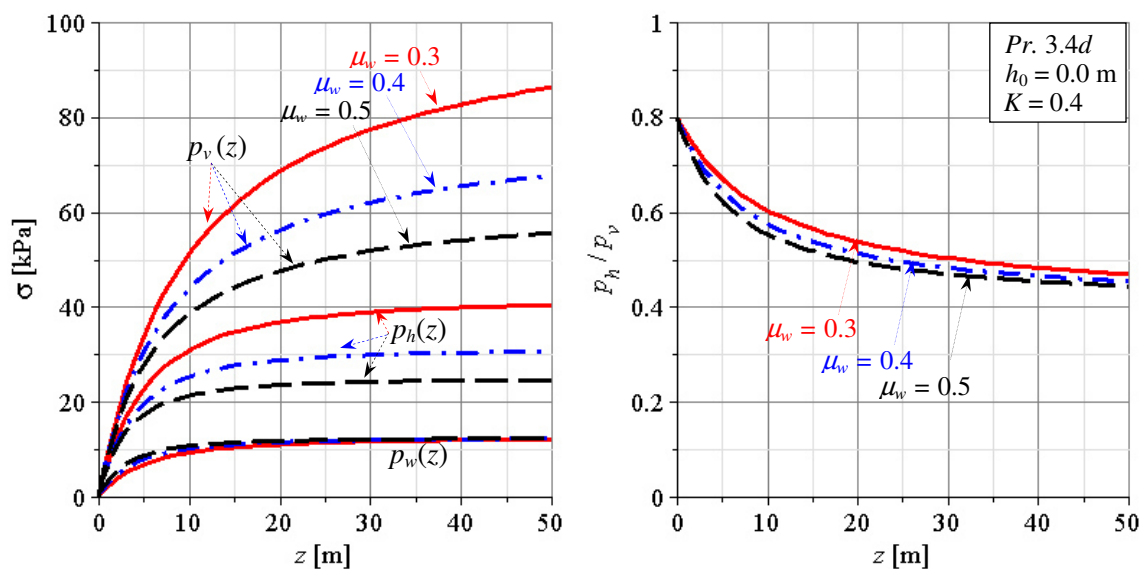 100
80
60
40
20
0
σ [kPa]
0 10 20 30 40 50
z [m]
μw = 0.3
μw = 0.4
μw = 0.5
pv (z)
ph(z)
pw(z)
1
0.8
0.6
0.4
0.2
0
ph / pv
0 10 20 30 40 50
z [m]
Pr. 3.4d
h0 = 0.0 m
K = 0.4
μw = 0.3
μw = 0.4
μw = 0.5